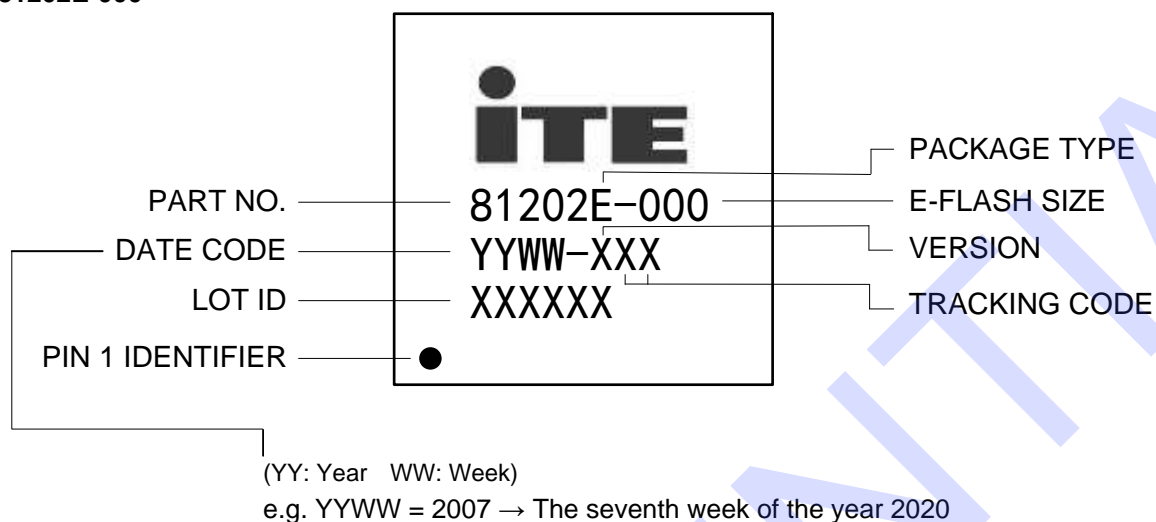 iTE
PACKAGE TYPE
PART NO.
81202E-000
E-FLASH SIZE
DATE CODE
YYWW-XXX
VERSION
LOT ID
XXXXXX
TRACKING CODE
PIN 1 IDENTIFIER
(YY: Year WW: Week)
e.g. YYWW = 2007 → The seventh week of the year 2020